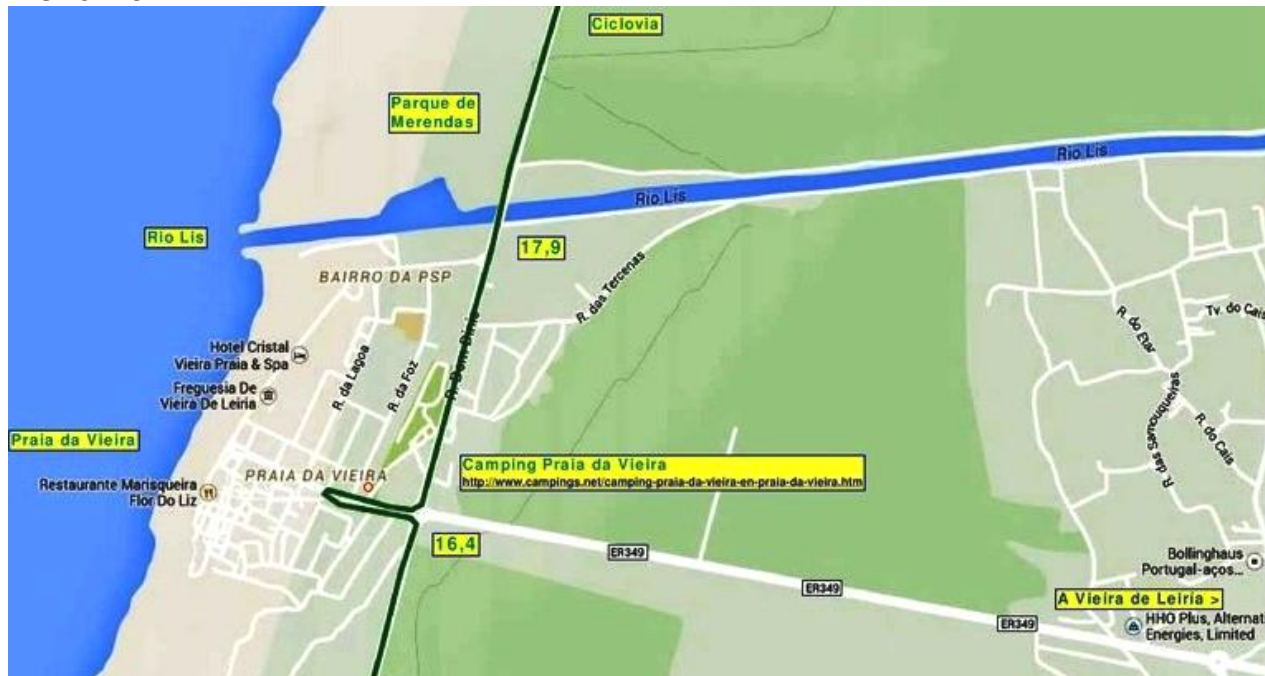 Ciclovia
Parque de
Merendas
Rio Lis
Rio Lis
Rio Lis
17,9
BAIRRO DA PSP
R. das Tercenas
R. do Etar
Tv. do Cais
Hotel Cristal
Vieira Praia & Spa
R. da Lagoa
R. da Foz
R. Dom Dinis
Freguesia De
Vieira De Leiria
R. das Samouqueiras
R. do Cais
Praia da Vieira
PRAIA DA VIEIRA
Camping Praia da Vieira
http://www.campings.net/camping-praia-da-vieira-en-praia-da-vieira.htm
Restaurante Marisqueira
Flor Do Liz
16,4
ER349
ER349
ER349
Bollinghaus
Portugal-aços...
A Vieira de Leiria >
HHO Plus, Alternat
Energies, Limited